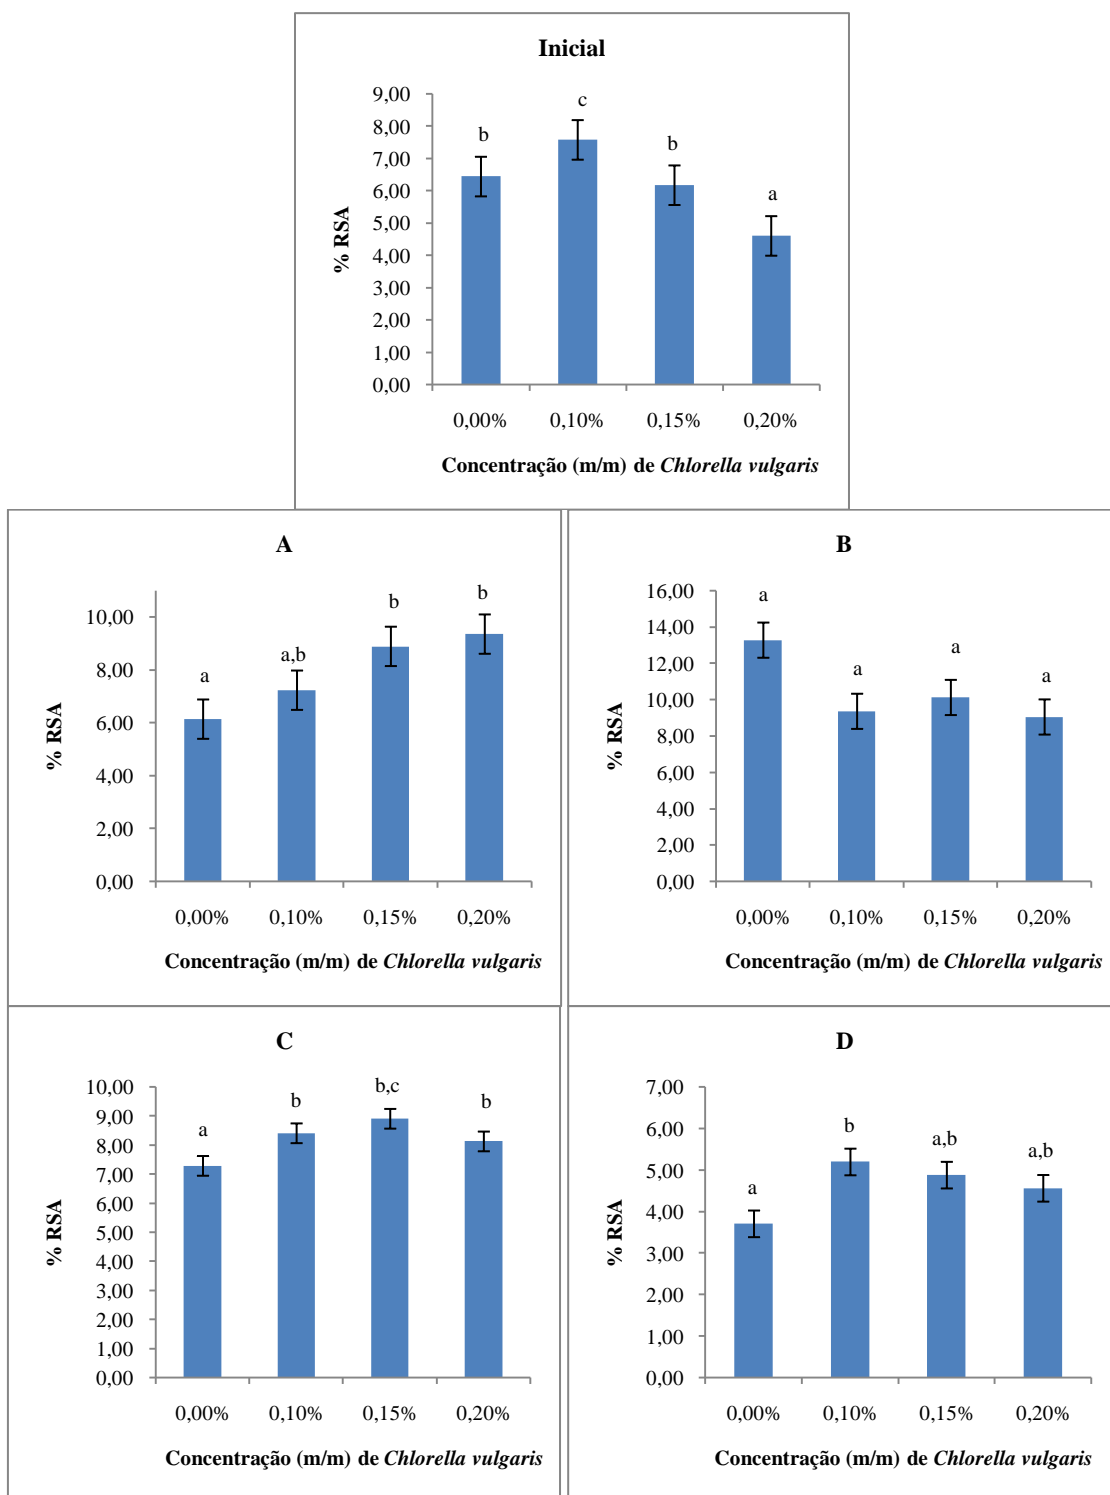 Inicial
9,00
8,00
7,00
6,00
5,00
4,00
3,00
2,00
1,00
0,00
% RSA
b
c
b
a
0,00% 0,10% 0,15% 0,20%
Concentração (m/m) de Chlorella vulgaris
A
10,00
8,00
6,00
4,00
2,00
0,00
% RSA
a
a,b
b
b
0,00% 0,10% 0,15% 0,20%
Concentração (m/m) de Chlorella vulgaris
B
16,00
14,00
12,00
10,00
8,00
6,00
4,00
2,00
0,00
% RSA
a
a
a
a
0,00% 0,10% 0,15% 0,20%
Concentração (m/m) de Chlorella vulgaris
C
10,00
9,00
8,00
7,00
6,00
5,00
4,00
3,00
2,00
1,00
0,00
% RSA
a
b
b,c
b
0,00% 0,10% 0,15% 0,20%
Concentração (m/m) de Chlorella vulgaris
D
7,00
6,00
5,00
4,00
3,00
2,00
1,00
0,00
% RSA
a
b
a,b
a,b
0,00% 0,10% 0,15% 0,20%
Concentração (m/m) de Chlorella vulgaris